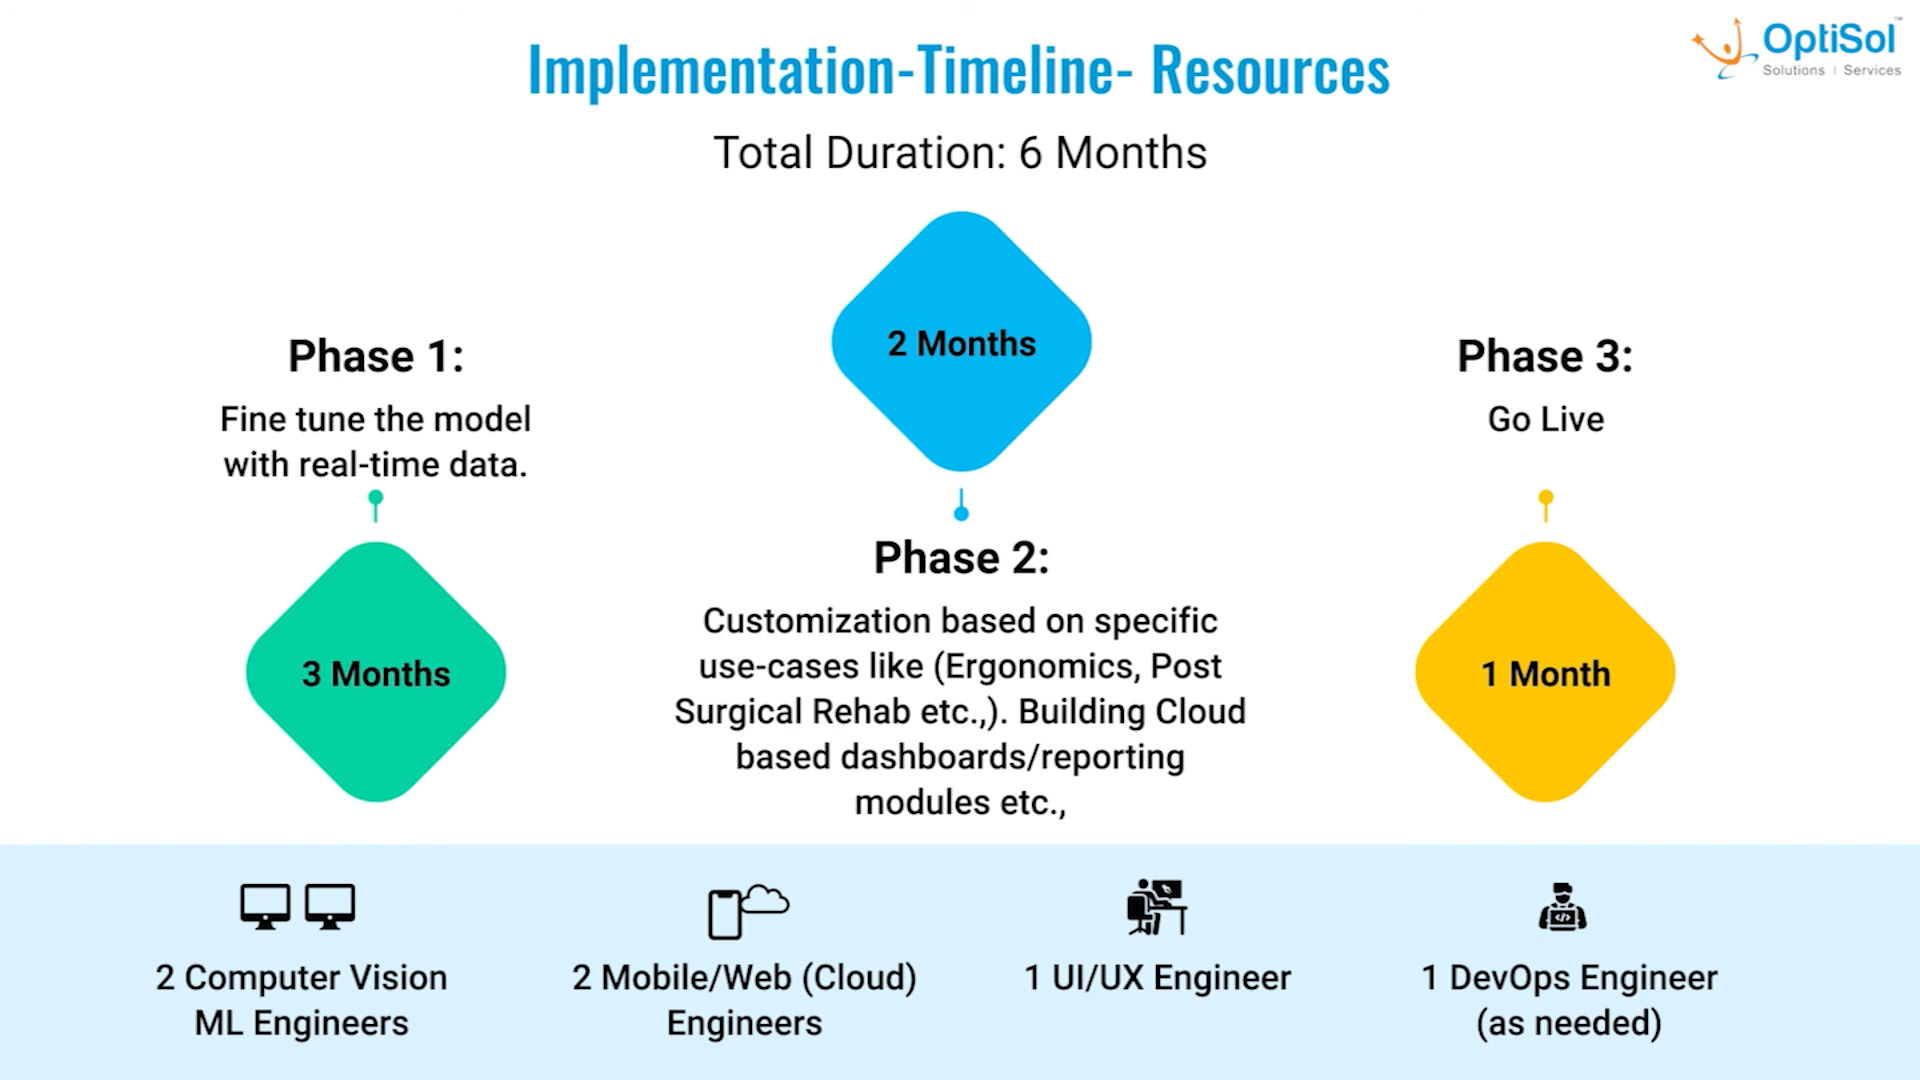 OptiSol
TM
Solutions | Services
Implementation-Timeline- Resources
Total Duration: 6 Months
Phase 1:
Fine tune the model
with real-time data.
3 Months
2 Months
Phase 2:
Customization based on specific
use-cases like (Ergonomics, Post
Surgical Rehab etc.,). Building Cloud
based dashboards/reporting
modules etc.,
Phase 3:
Go Live
1 Month
2 Computer Vision
ML Engineers
2 Mobile/Web (Cloud)
Engineers
1 UI/UX Engineer
1 DevOps Engineer
(as needed)